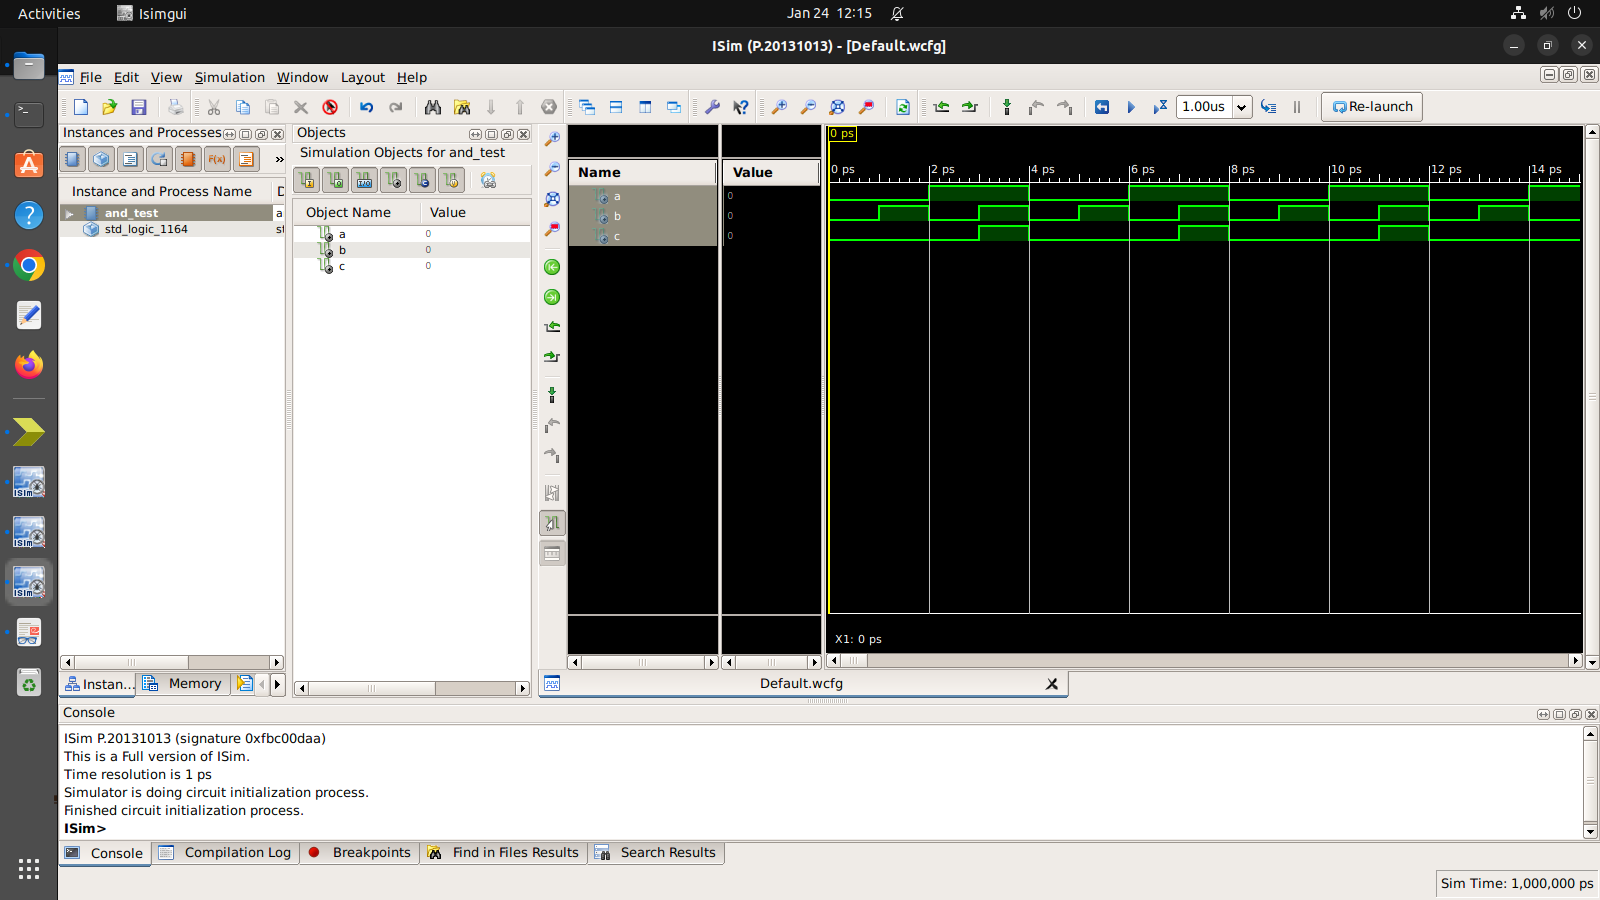 Activities
Isimgui
Jan 24 12:15
ISim (P.20131013) - [Default.wcfg]
File Edit View Simulation Window Layout Help
1.00us
Re-launch
Instances and Processes
»
Instance and Process Name
D
and_test
a
std_logic_1164
st
Instan...
Memory
Objects
Simulation Objects for and_test
Object Name Value
a 0
b 0
c 0
Name Value
a 0
b 0
c 0
0 ps
0 ps 2 ps 4 ps 6 ps 8 ps 10 ps 12 ps 14 ps
X1: 0 ps
Default.wcfg
Console
ISim P.20131013 (signature 0xfbc00daa)
This is a Full version of ISim.
Time resolution is 1 ps
Simulator is doing circuit initialization process.
Finished circuit initialization process.
ISim>
Console Compilation Log Breakpoints Find in Files Results Search Results
Sim Time: 1,000,000 ps
ISim
ISim
ISim